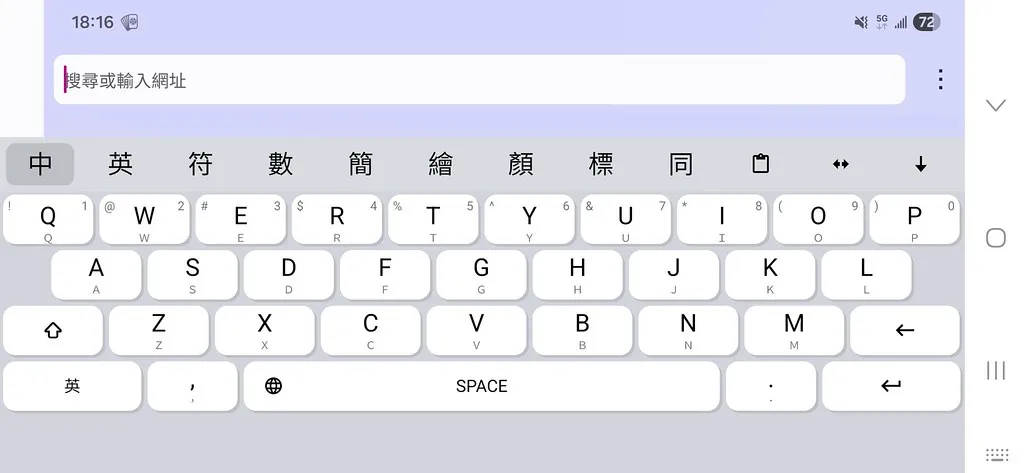 18:16 5G 72
搜尋或輸入網址
中 英 符 數 簡 繪 顏 標 同
! Q 1 @ W 2 # E 3 $ R 4 % T 5 ^ Y 6 & U 7 * I 8 ( O 9 ) P 0
Q W E R T Y U I O P
A S D F G H J K L
A S D F G H J K L
Z X C V B N M
Z X C V B N M
英 , SPACE .
, .